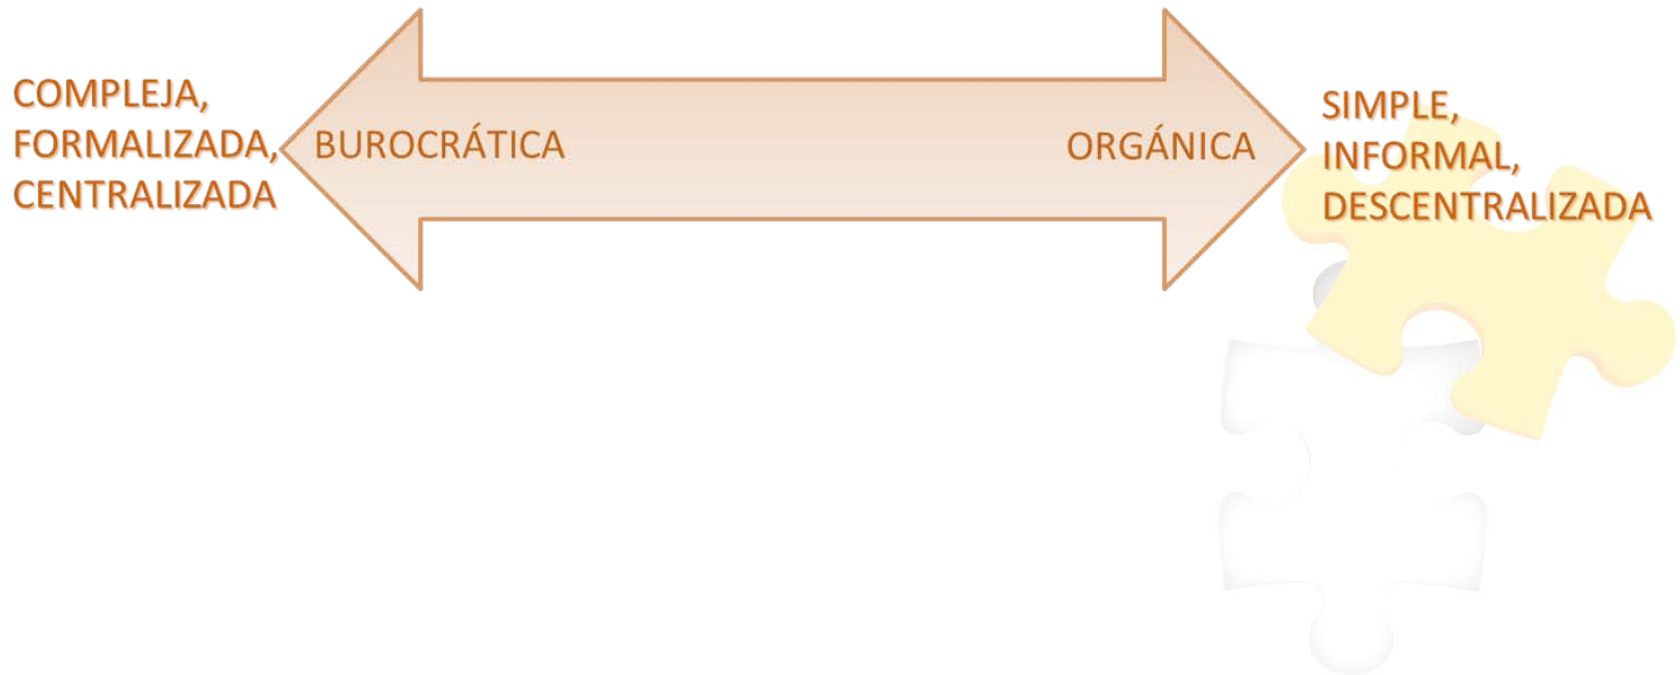 COMPLEJA,
FORMALIZADA,
CENTRALIZADA
BUROCRÁTICA
ORGÁNICA
SIMPLE,
INFORMAL,
DESCENTRALIZADA